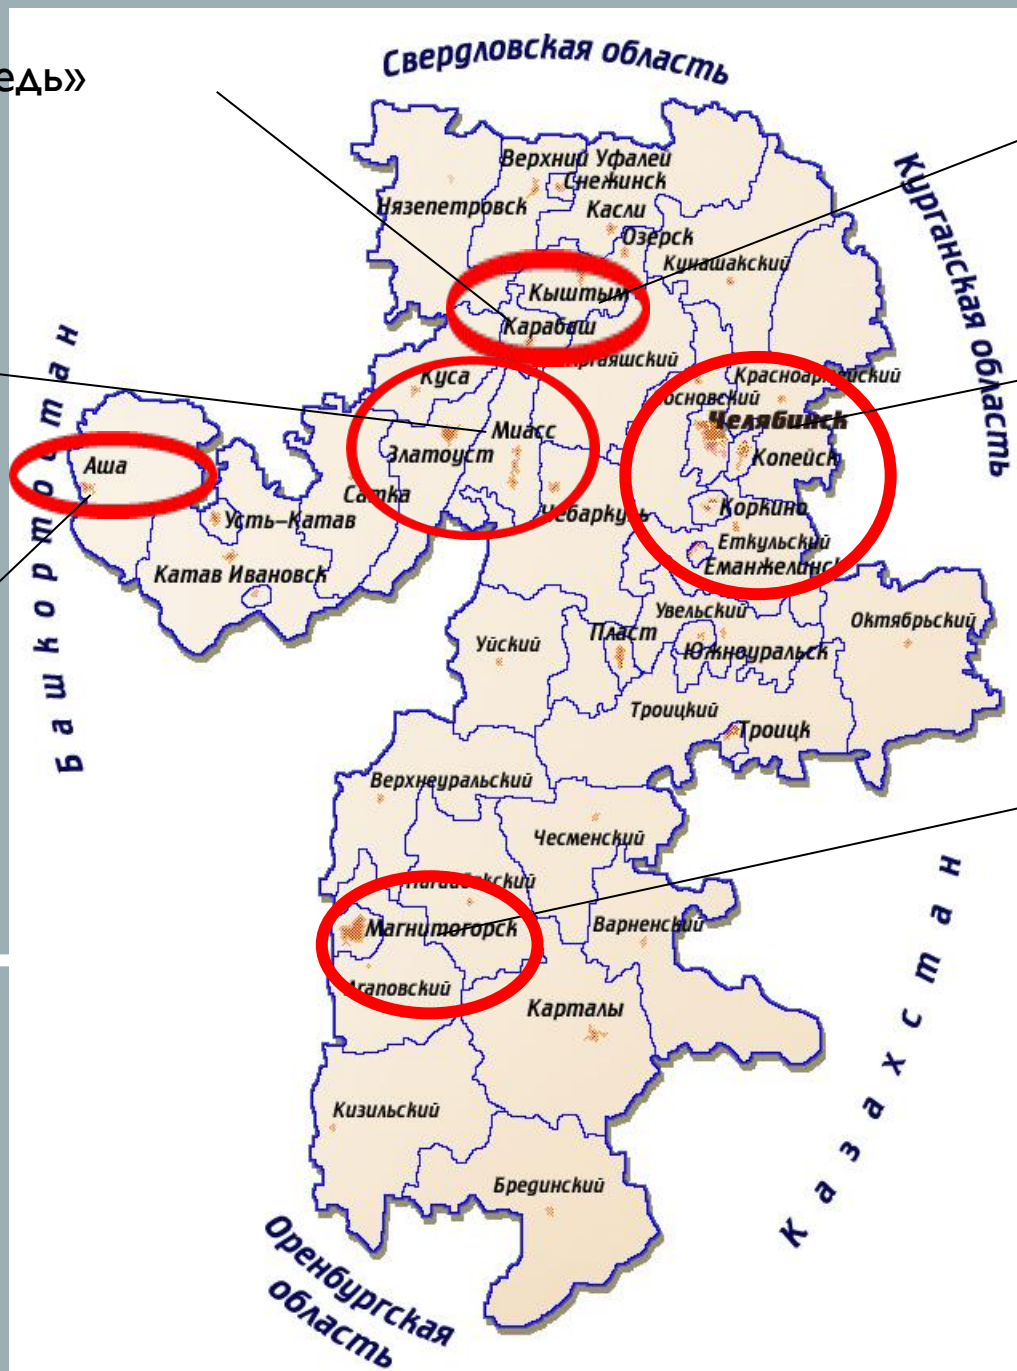 едь»
Свердловская область
Курганская область
Верхний Уфалей
Снежинск
Нязепетровск
Касли
Озерск
Кунашакский
Кыштым
Карабаш
Куса
Красноармейский
Челябинск
Миасс
Златоуст
Копейск
Аша
Сатка
Чебаркуль
Коркино
Усть-Катав
Еткульский
Еманжелинск
Катав Ивановск
Башкортостан
Увельский
Октябрьский
Пласт
Уйский
Южноуральск
Троицкий
Троицк
Верхнеуральский
Чесменский
Магнитогорск
Варненский
Агаповский
Карталы
Казахстан
Кизильский
Брединский
Оренбургская
область